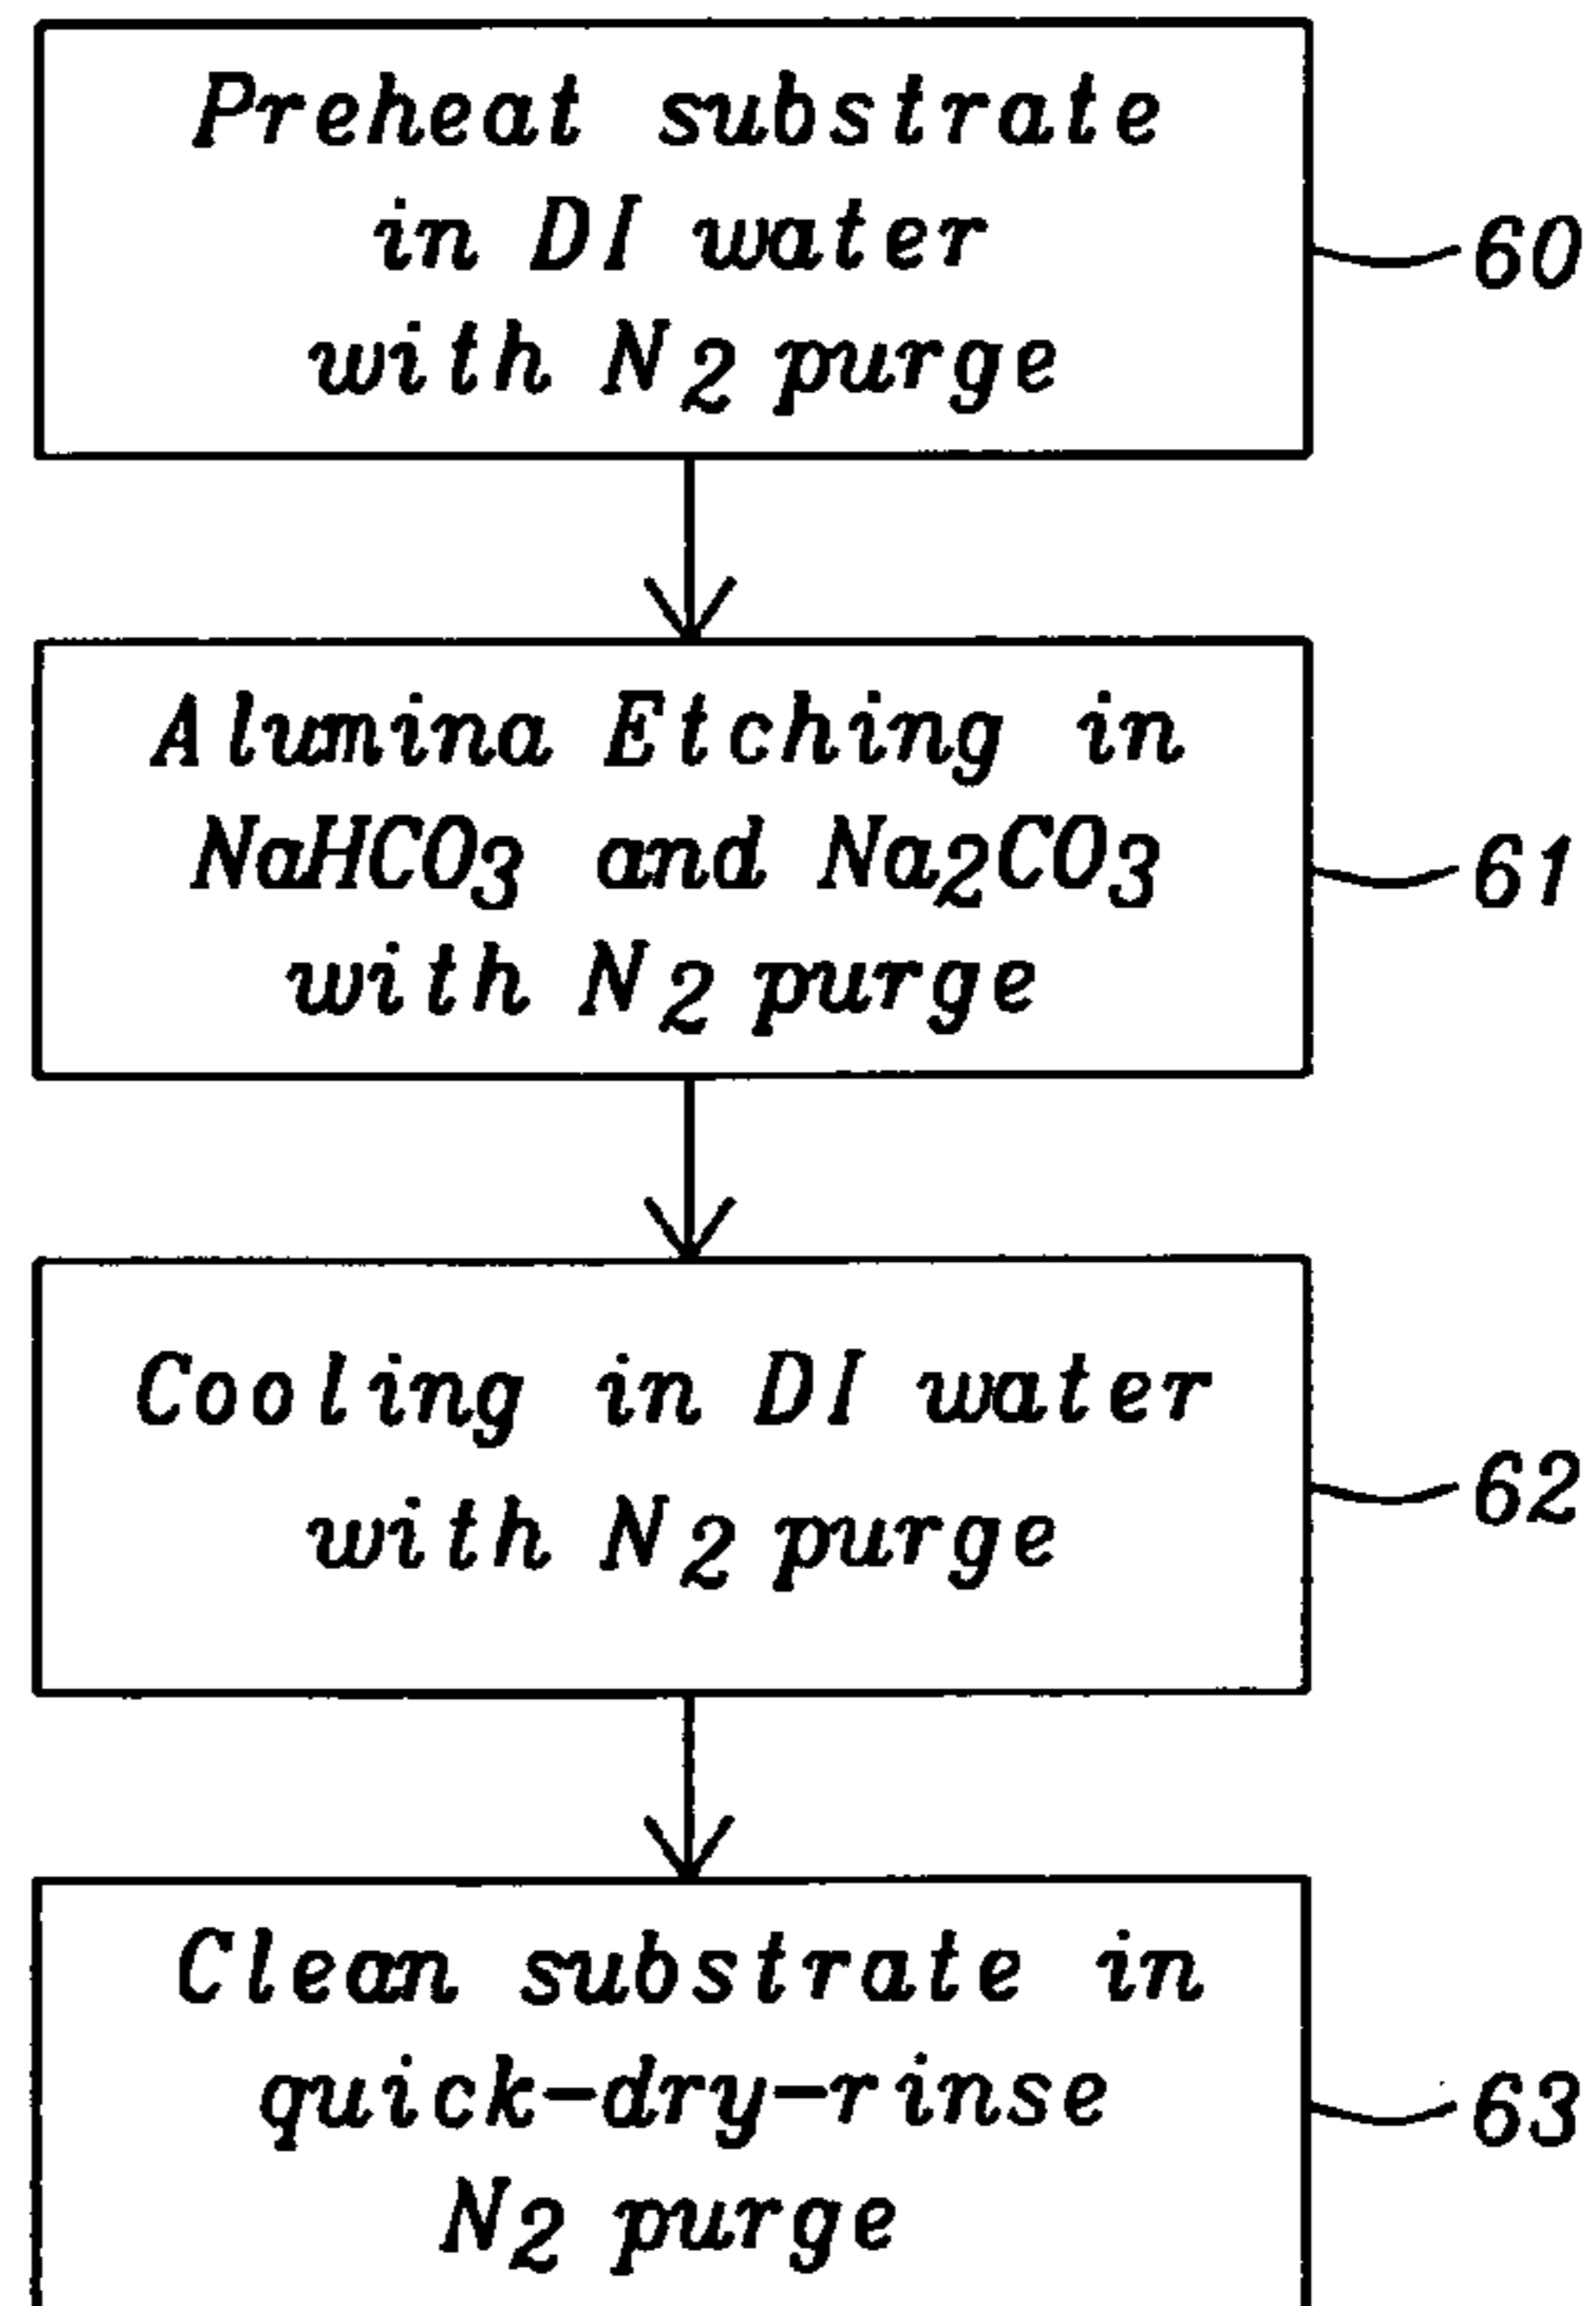 Preheat substrate
in DI water
with N2 purge
60
Alumina Etching in
NaHCO3 and Na2CO3
with N2 purge
61
Cooling in DI water
with N2 purge
62
Clean substrate in
quick-dry-rinse
N2 purge
63